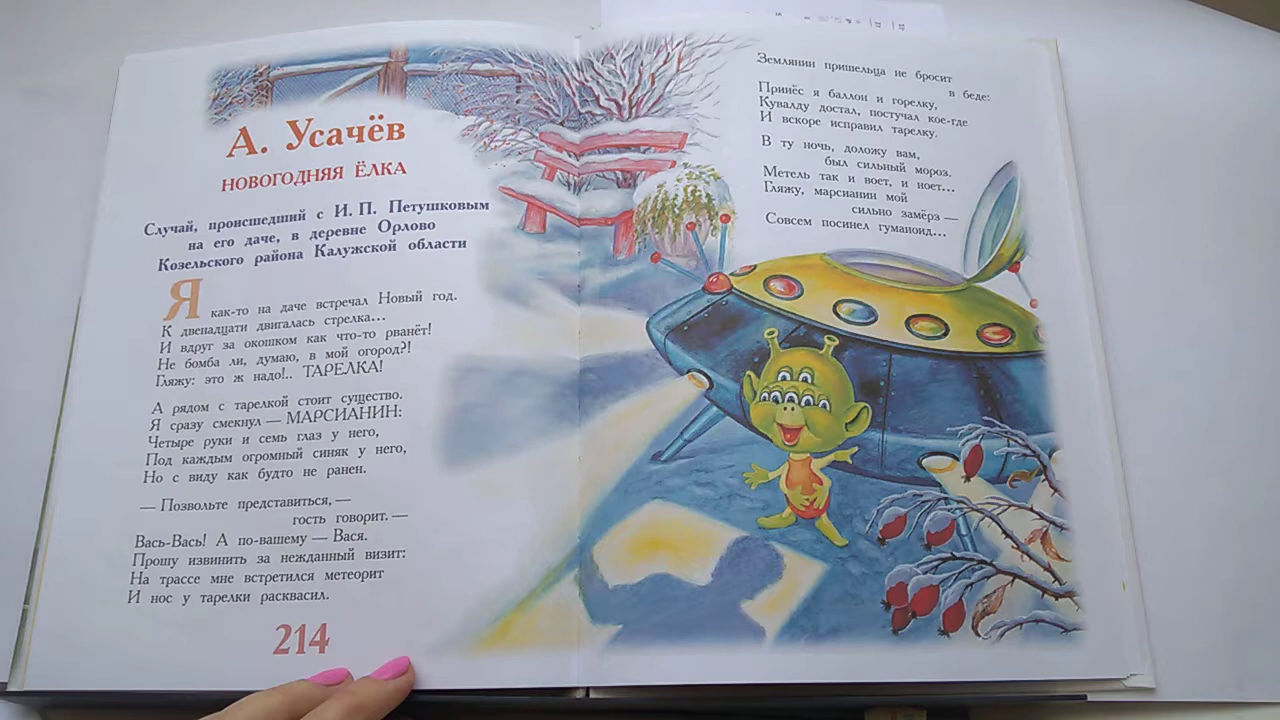 А. Усачёв
НОВОГОДНЯЯ ЁЛКА
Случай, происшедший с И. П. Петушковым
на его даче, в деревне Орлово
Козельского района Калужской области
Я как-то на даче встречал Новый год.
К двенадцати двигалась стрелка...
И вдруг за окошком как что-то рванёт!
Не бомба ли, думаю, в мой огород?!
Гляжу: это ж надо!.. ТАРЕЛКА!
А рядом с тарелкой стоит существо.
Я сразу смекнул — МАРСИАНИН:
Четыре руки и семь глаз у него,
Под каждым огромный синяк у него,
Но с виду как будто не ранен.
— Позвольте представиться, —
гость говорит. —
Вась-Вась! А по-вашему — Вася.
Прошу извинить за нежданный визит:
На трассе мне встретился метеорит
И нос у тарелки расквасил.
214
Землянин пришельца не бросит
в беде:
Принёс я баллон и горелку,
Кувалду достал, постучал кое-где
И вскоре исправил тарелку.
В ту ночь, доложу вам,
был сильный мороз.
Метель так и воет, и ноет...
Гляжу, марсианин мой
сильно замёрз —
Совсем посинел гуманоид...